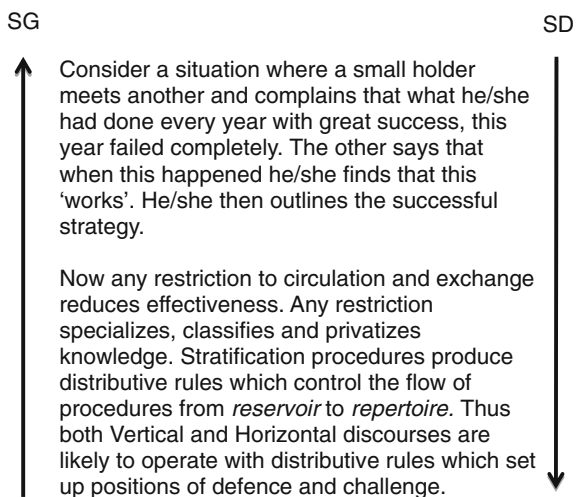 SG
SD
Consider a situation where a small holder
meets another and complains that what he/she
had done every year with great success, this
year failed completely. The other says that
when this happened he/she finds that this
‘works’. He/she then outlines the successful
strategy.
Now any restriction to circulation and exchange
reduces effectiveness. Any restriction
specializes, classifies and privatizes
knowledge. Stratification procedures produce
distributive rules which control the flow of
procedures from reservoir to repertoire. Thus
both Vertical and Horizontal discourses are
likely to operate with distributive rules which set
up positions of defence and challenge.